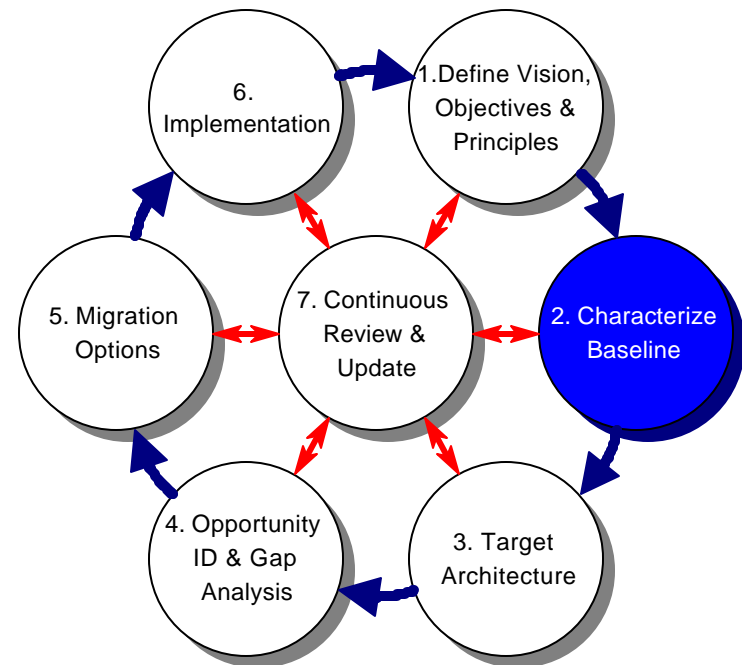 1.Define Vision,
Objectives &
Principles
2. Characterize
Baseline
3. Target
Architecture
4. Opportunity
ID & Gap
Analysis
5. Migration
Options
6.
Implementation
7. Continuous
Review &
Update